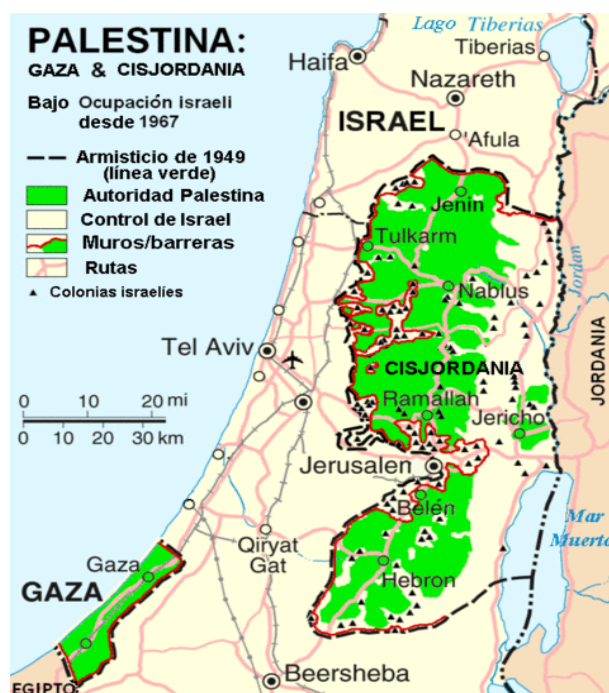 PALESTINA:
GAZA & CISJORDANIA
Bajo Ocupación israeli
desde 1967
Armisticio de 1949
(línea verde)
Autoridad Palestina
Control de Israel
Muros/barreras
Rutas
Colonias israelíes
Lago Tiberias
Tiberias
Haifa
Nazareth
ISRAEL
'Afula
Jenin
Tulkarm
Nablus
Jordan
JORDANIA
Tel Aviv
CISJORDANIA
0 10 20 mi
0 10 20 30 km
Ramallah
Jericho
Jerusalen
Belén
Mar
Muerto
Qiryat
Gat
Gaza
Hebron
GAZA
Beersheba
EGIPTO